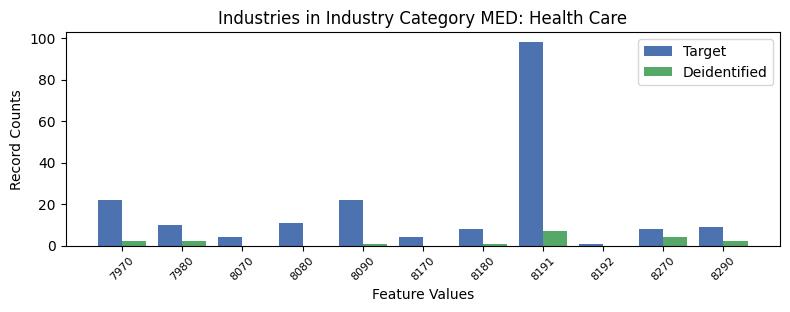 Industries in Industry Category MED: Health Care
Target
Deidentified
Record Counts
100
80
60
40
20
0
7970 7980 8070 8080 8090 8170 8180 8191 8192 8270 8290
Feature Values